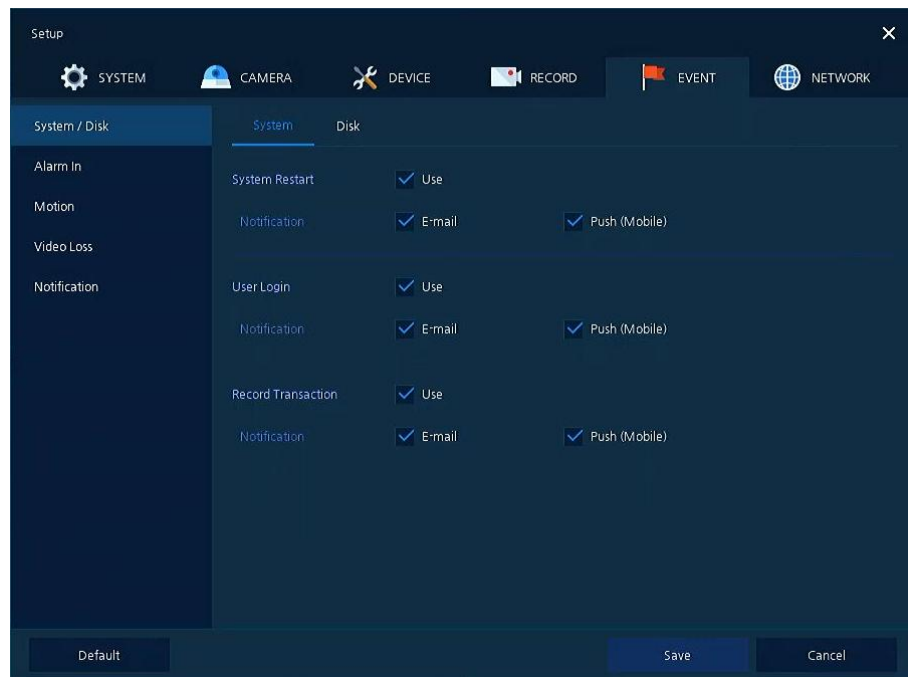 Setup
SYSTEM CAMERA DEVICE RECORD EVENT NETWORK
System / Disk
Alarm In
Motion
Video Loss
Notification
System Disk
System Restart Use
Notification E-mail Push (Mobile)
User Login Use
Notification E-mail Push (Mobile)
Record Transaction Use
Notification E-mail Push (Mobile)
Default Save Cancel